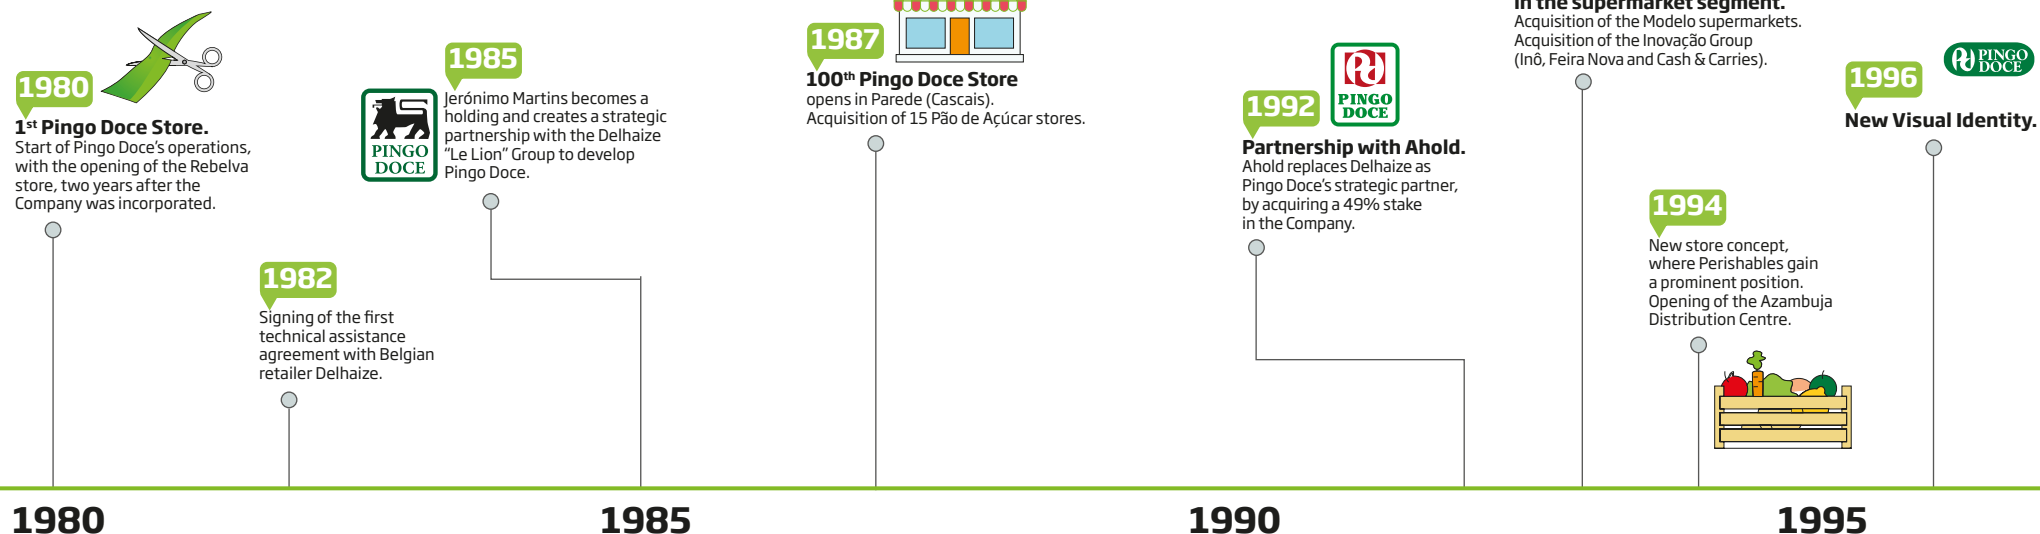 1980
1st Pingo Doce Store.
Start of Pingo Doce’s operations,
with the opening of the Rebelva
store, two years after the
Company was incorporated.
1982
Signing of the first
technical assistance
agreement with Belgian
retailer Delhaize.
PINGO
DOCE
1985
Jerónimo Martins becomes a
holding and creates a strategic
partnership with the Delhaize
“Le Lion” Group to develop
Pingo Doce.
1987
100th Pingo Doce Store
opens in Parede (Cascais).
Acquisition of 15 Pão de Açúcar stores.
PINGO
DOCE
1992
Partnership with Ahold.
Ahold replaces Delhaize as
Pingo Doce’s strategic partner,
by acquiring a 49% stake
in the Company.
in the supermarket segment.
Acquisition of the Modelo supermarkets.
Acquisition of the Inovação Group
(Inô, Feira Nova and Cash & Carries).
1994
New store concept,
where Perishables gain
a prominent position.
Opening of the Azambuja
Distribution Centre.
PINGO
DOCE
1996
New Visual Identity.
1980
1985
1990
1995